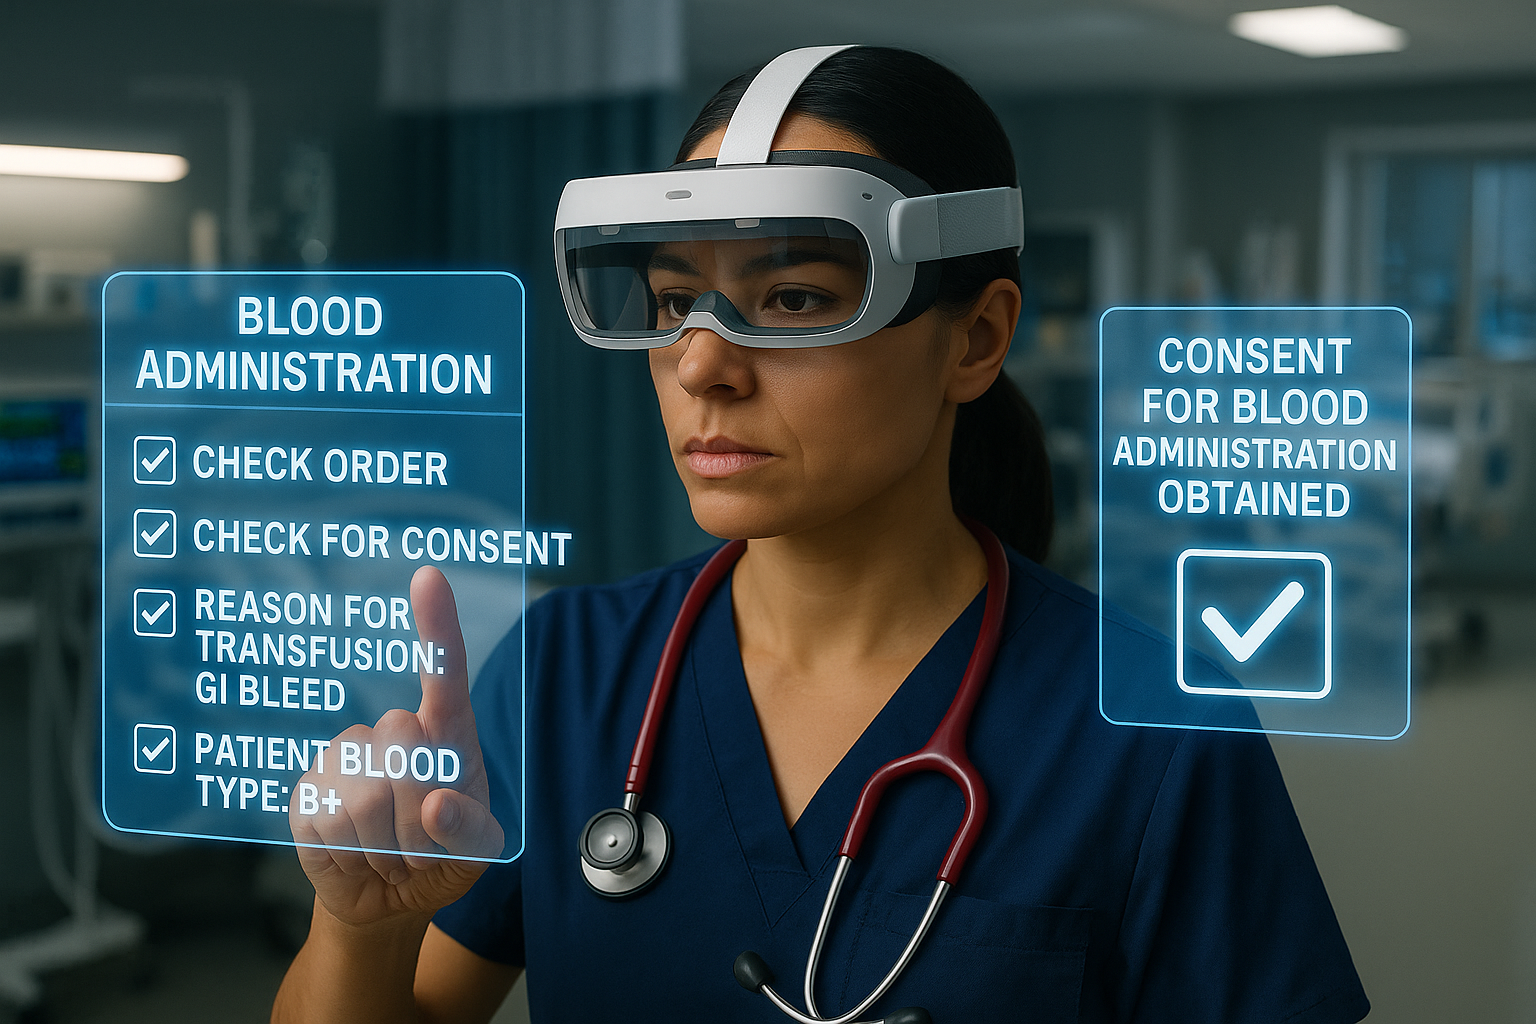 BLOOD
ADMINISTRATION
CHECK ORDER
CHECK FOR CONSENT
REASON FOR
TRANSFUSION:
GI BLEED
PATIENT BLOOD
TYPE: B+
CONSENT
FOR BLOOD
ADMINISTRATION
OBTAINED